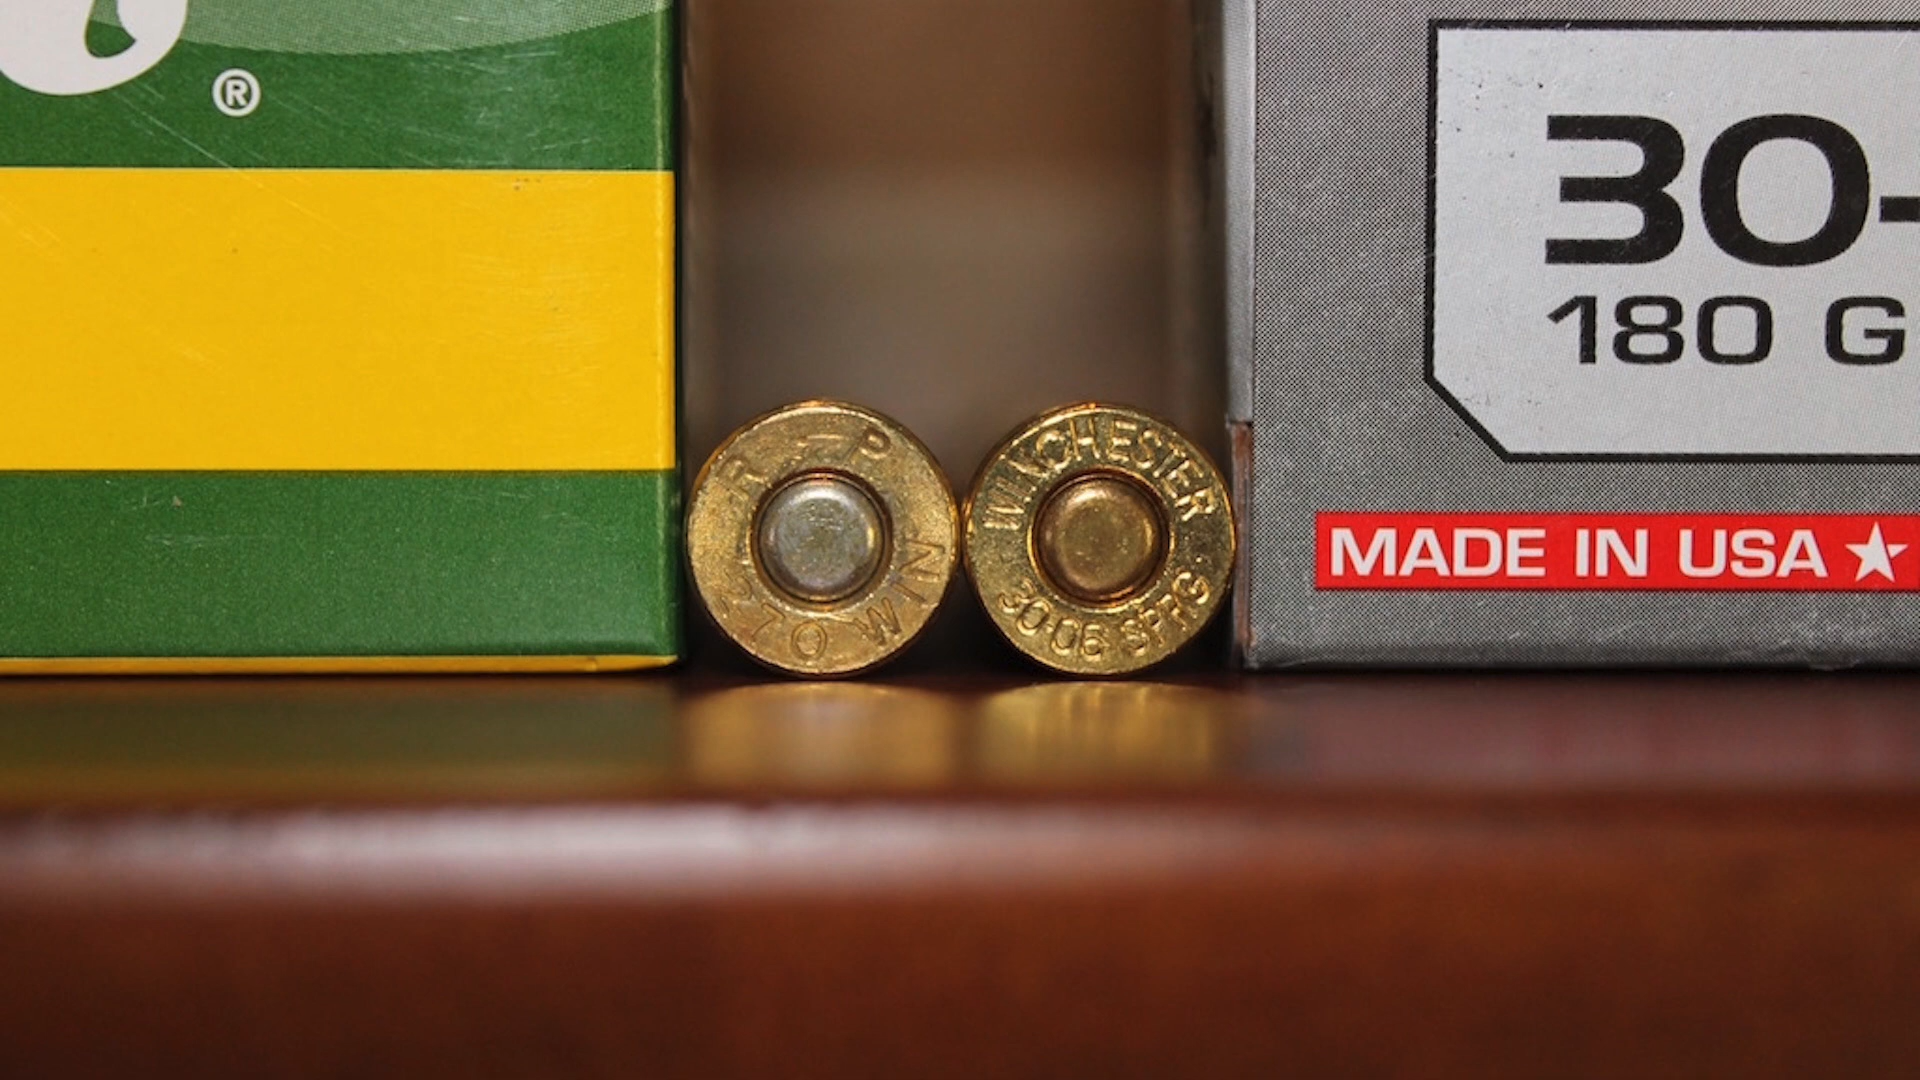 ®
R-P
270 WIN
WINCHESTER
30-06 SPRG
30-
180 G
MADE IN USA